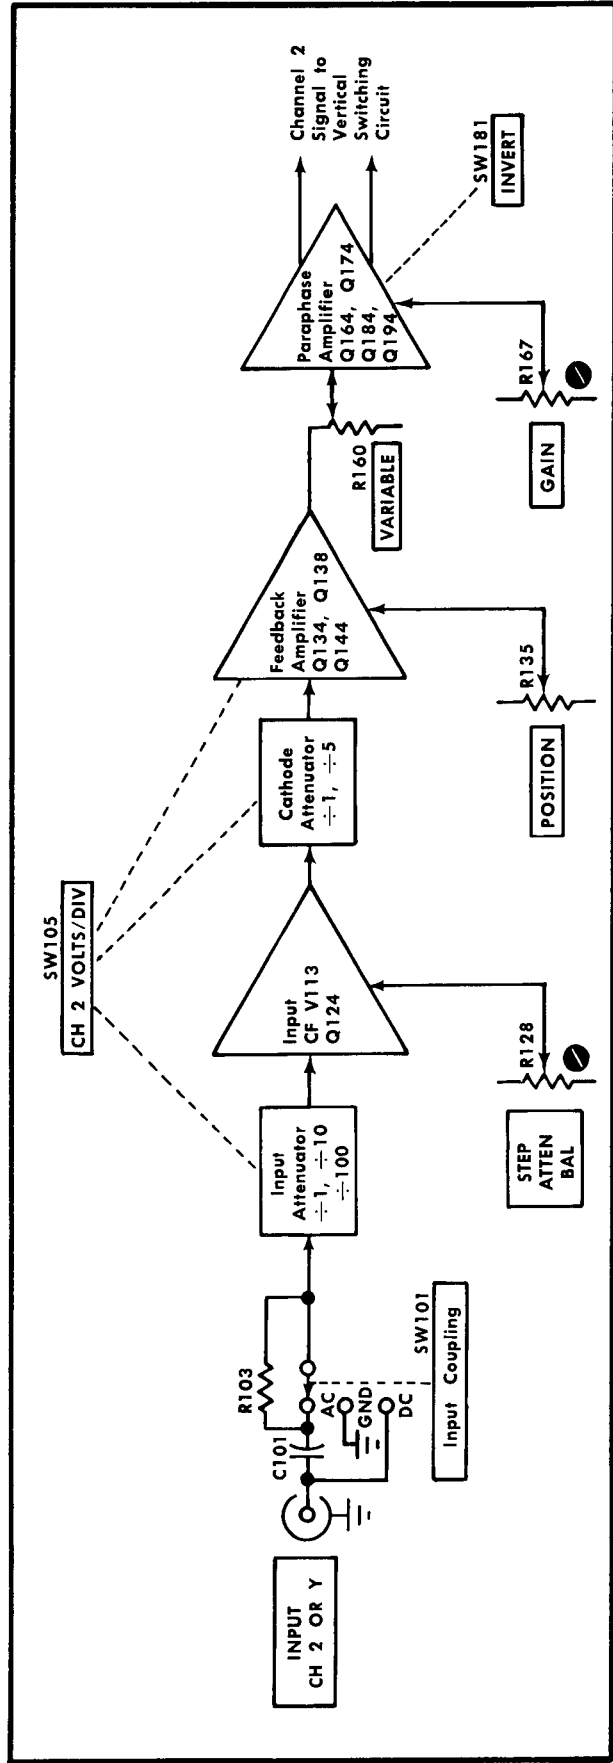 INPUT
CH 2 OR Y
C101
R103
AC
GND
DC
SW101
Input Coupling
Input
Attenuator
÷1, ÷10
÷100
SW105
CH 2 VOLTS/DIV
Input
CF V113
Q124
R128
STEP
ATTEN
BAL
Cathode
Attenuator
÷1, ÷5
Feedback
Amplifier
Q134, Q138
Q144
R135
POSITION
R160
VARIABLE
Paraphase
Amplifier
Q164, Q174
Q184,
Q194
R167
GAIN
SW181
INVERT
Channel 2
Signal to
Vertical
Switching
Circuit